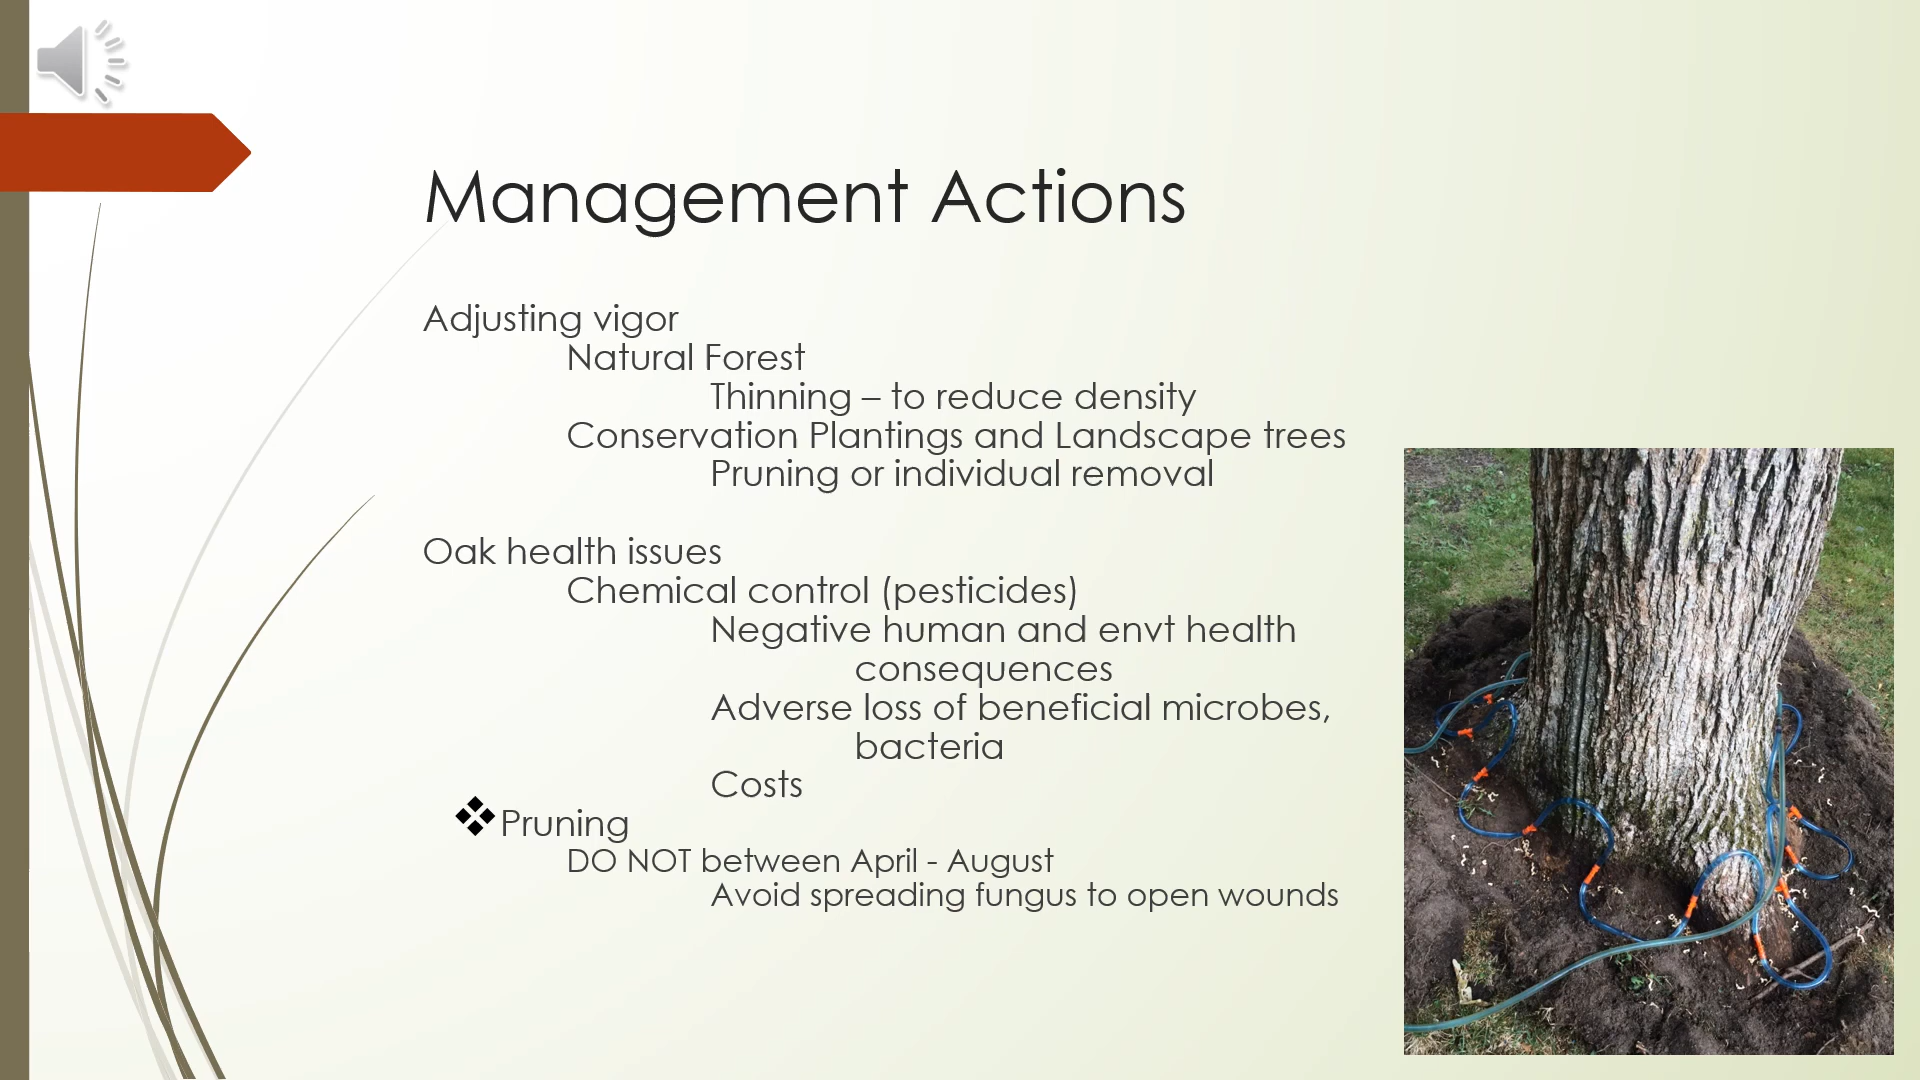 Management Actions
Adjusting vigor
Natural Forest
Thinning – to reduce density
Conservation Plantings and Landscape trees
Pruning or individual removal
Oak health issues
Chemical control (pesticides)
Negative human and envt health
consequences
Adverse loss of beneficial microbes,
bacteria
Costs
❖Pruning
DO NOT between April - August
Avoid spreading fungus to open wounds